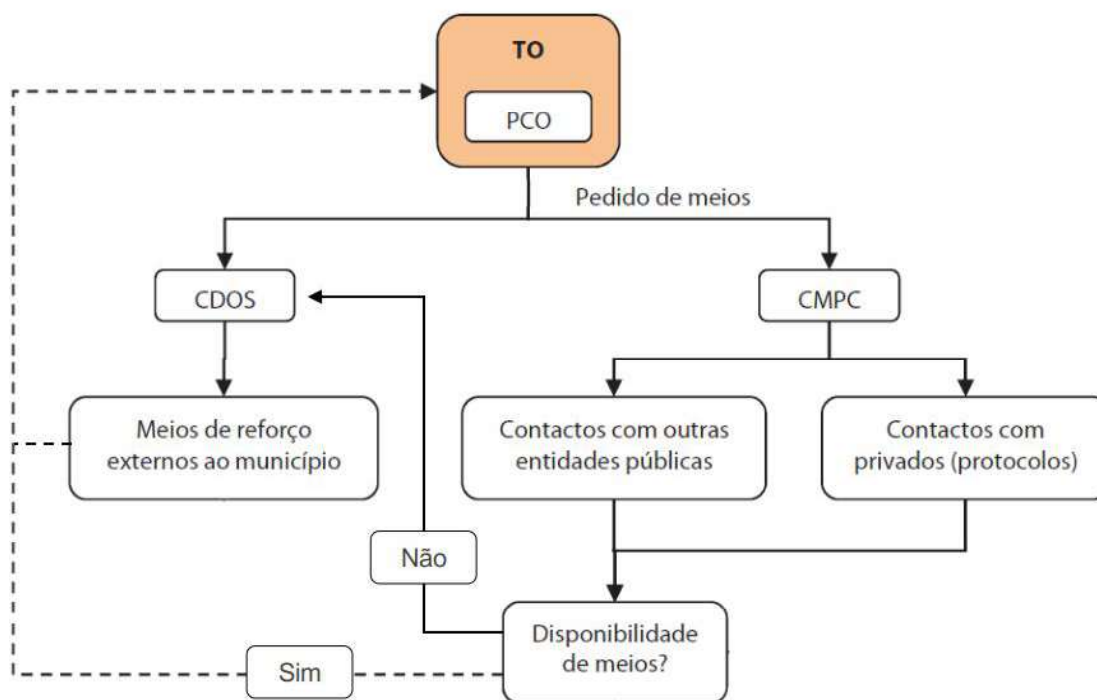 TO
PCO
Pedido de meios
CDOS
CMPC
Meios de reforço
externos ao município
Contactos com outras
entidades públicas
Contactos com
privados (protocolos)
Não
Disponibilidade
de meios?
Sim